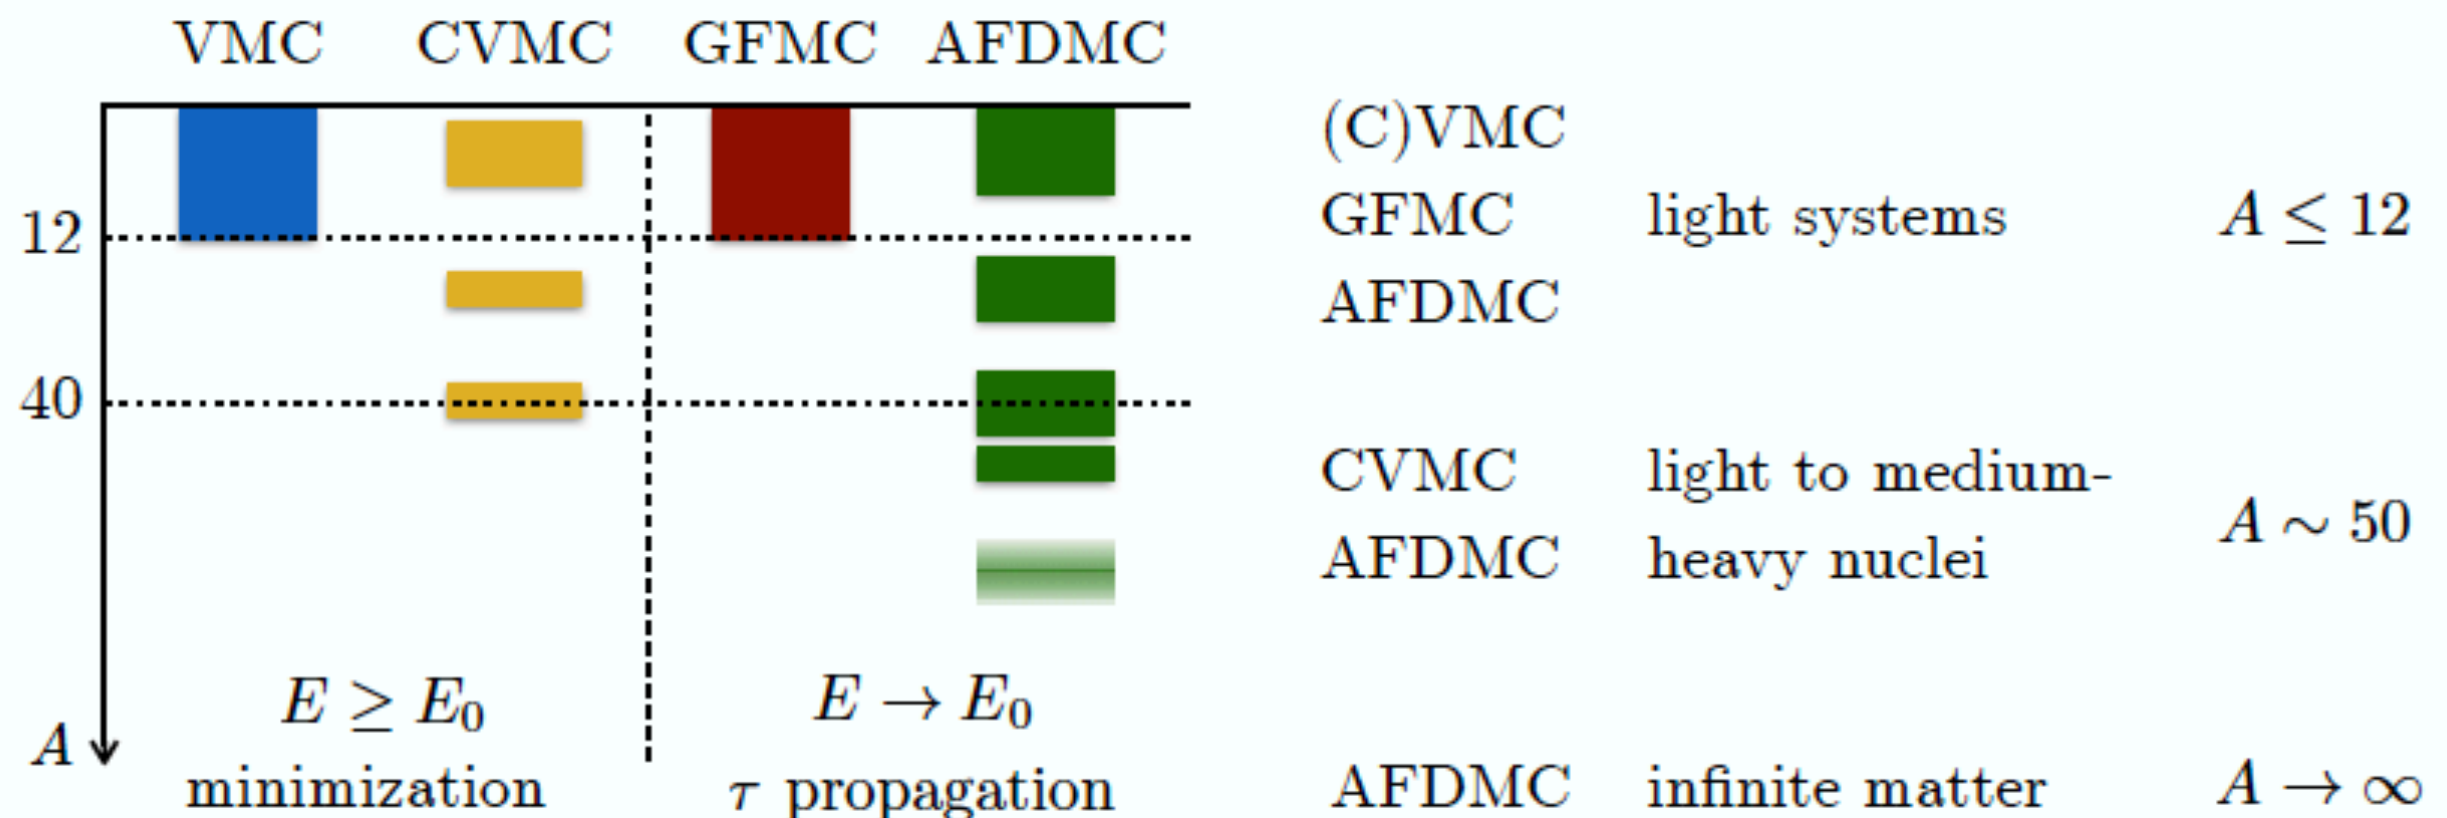 VMC CVMC GFMC AFDMC
12
40
A
E ≥ E₀
minimization
E → E₀
τ propagation
(C)VMC
GFMC light systems A ≤ 12
AFDMC
CVMC light to medium-
A ∼ 50
AFDMC heavy nuclei
AFDMC infinite matter A → ∞